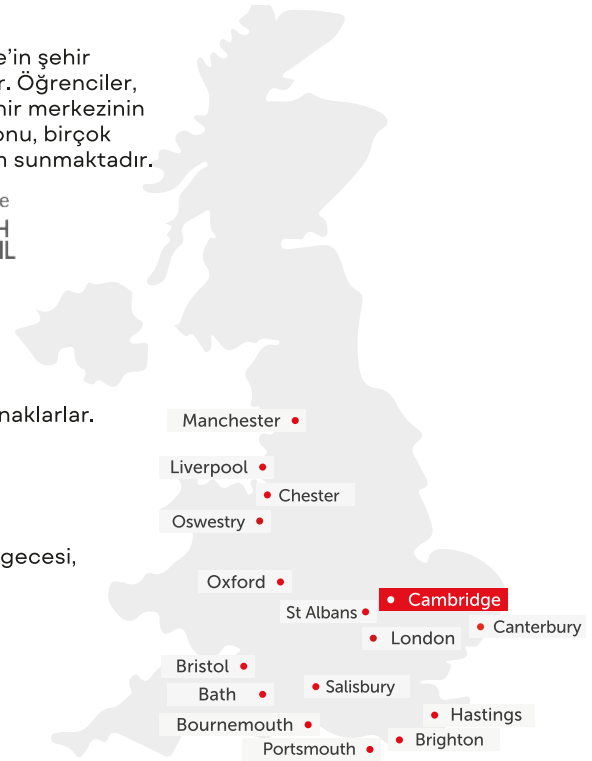 e'in şehir
r. Öğrenciler,
hir merkezinin
onu, birçok
n sunmaktadır.
e
H
IL
naklarlar.
gecesi,
Manchester
Liverpool
Chester
Oswestry
Oxford
Cambridge
St Albans
Canterbury
London
Bristol
Salisbury
Bath
Hastings
Bournemouth
Brighton
Portsmouth